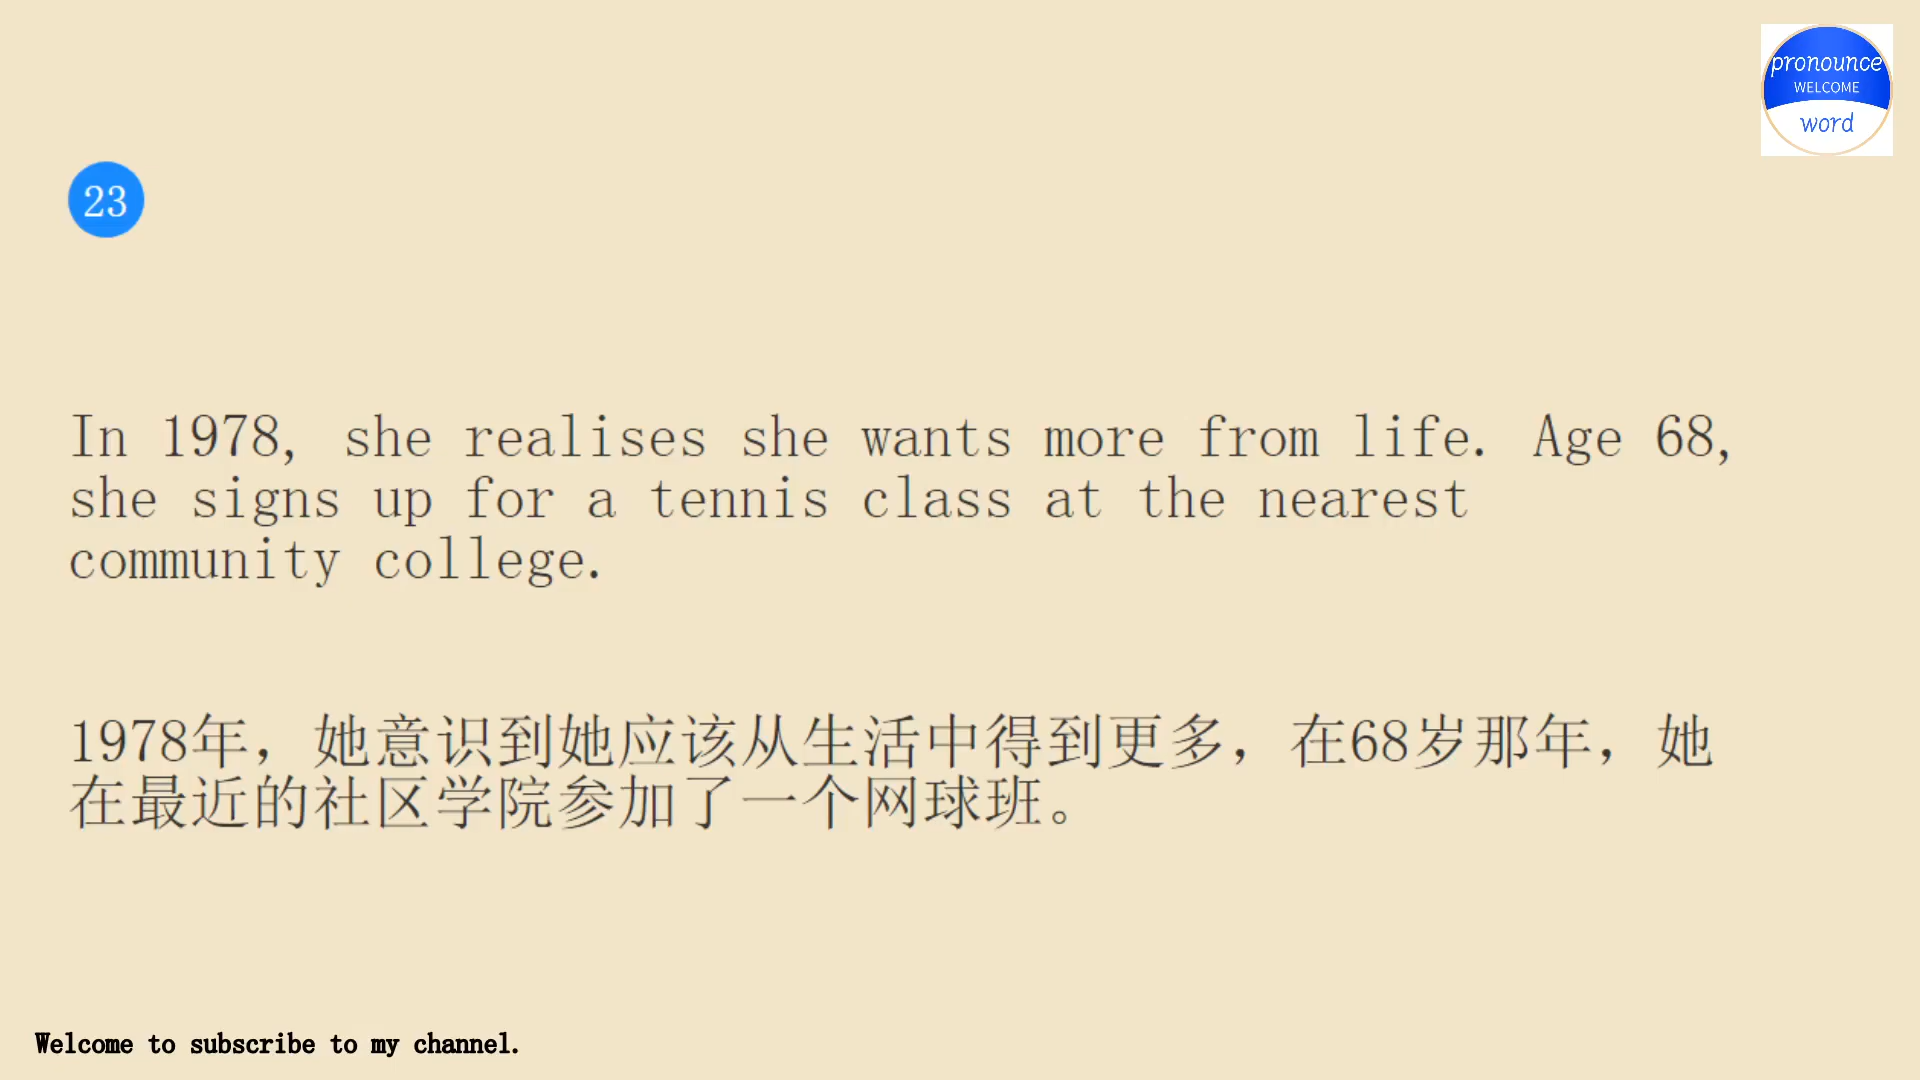 pronounce
WELCOME
word
23
In 1978, she realises she wants more from life. Age 68,
she signs up for a tennis class at the nearest
community college.
1978年，她意识到她应该从生活中得到更多，在68岁那年，她
在最近的社区学院参加了一个网球班。
Welcome to subscribe to my channel.